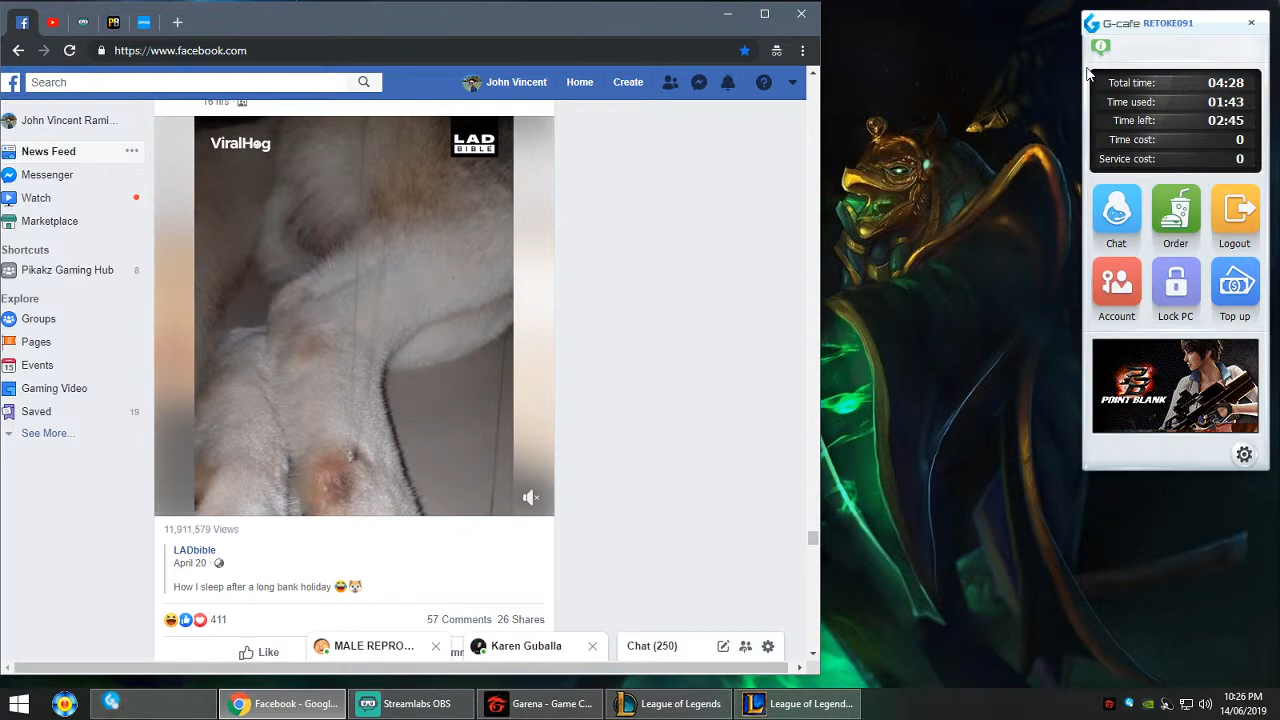 https://www.facebook.com
Search
John Vincent
Home
Create
John Vincent Rami...
News Feed
Messenger
Watch
Marketplace
Shortcuts
Pikakz Gaming Hub 8
Explore
Groups
Pages
Events
Gaming Video
Saved 19
See More...
16 hrs
ViralHog
LAD
BIBLE
11,911,579 Views
LADbible
April 20
How I sleep after a long bank holiday
411
57 Comments 26 Shares
Like
MALE REPRO...
Karen Guballa
Chat (250)
G-cafe RETOKE091
Total time: 04:28
Time used: 01:43
Time left: 02:45
Time cost: 0
Service cost: 0
Chat
Order
Logout
Account
Lock PC
Top up
POINT BLANK
Facebook - Googl...
Streamlabs OBS
Garena - Game C...
League of Legends
League of Legend...
10:26 PM
14/06/2019